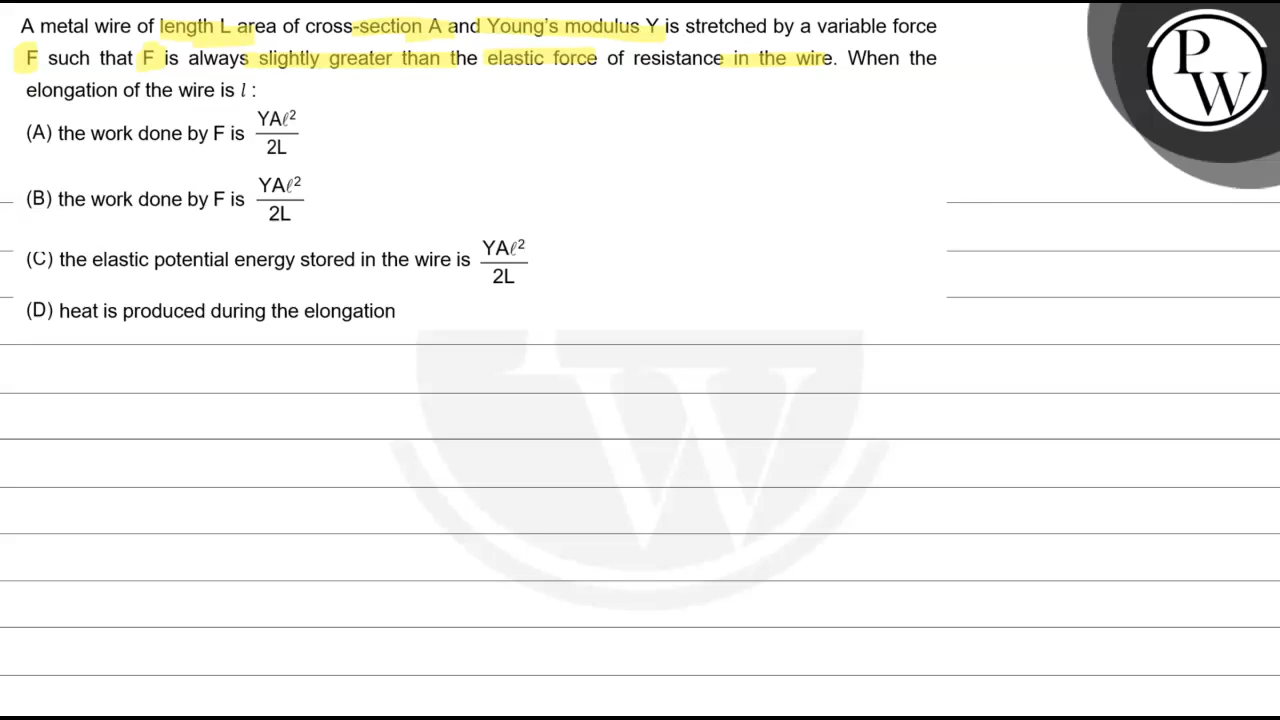 A metal wire of length L area of cross-section A and Young's modulus Y is stretched by a variable force
F such that F is always slightly greater than the elastic force of resistance in the wire. When the
elongation of the wire is l :
(A) the work done by F is YAℓ²/2L
(B) the work done by F is YAℓ²/2L
(C) the elastic potential energy stored in the wire is YAℓ²/2L
(D) heat is produced during the elongation
P
W
W